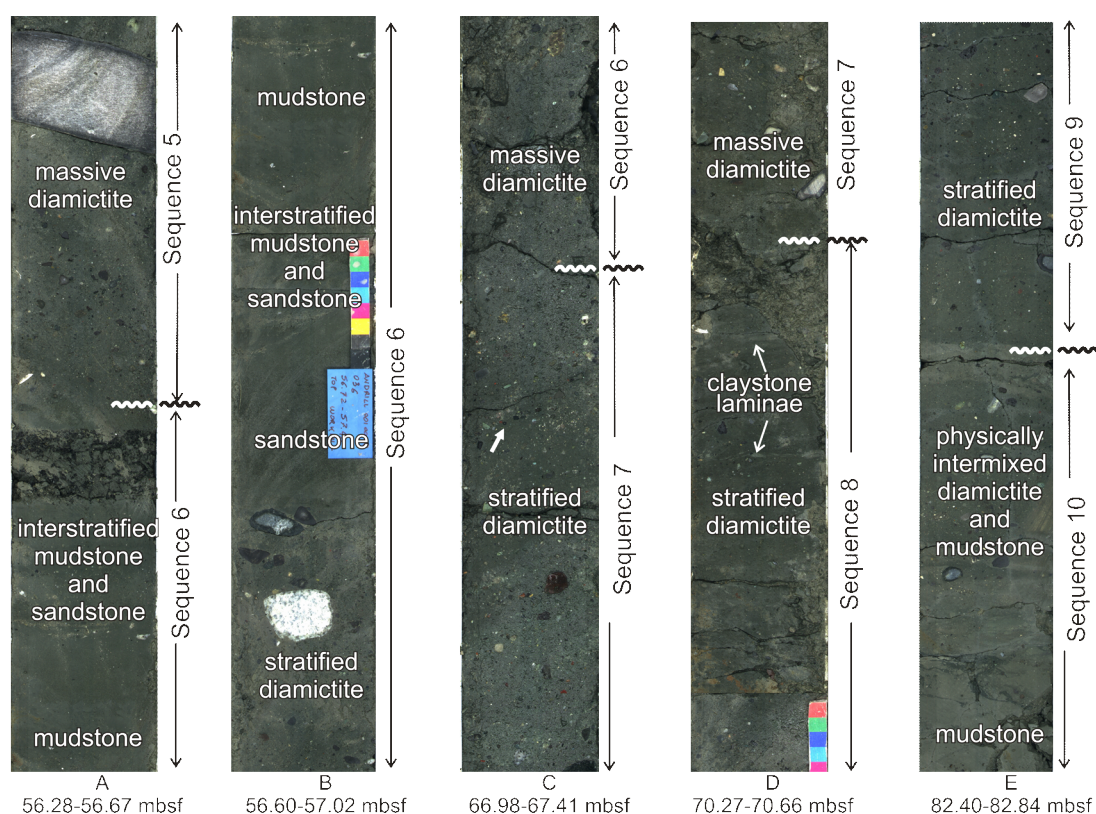 massive
diamictite
Sequence 5
interstratified
mudstone
and
sandstone
mudstone
Sequence 6
A
56.28-56.67 mbsf
mudstone
interstratified
mudstone
and
sandstone
sandstone
stratified
diamictite
Sequence 6
B
56.60-57.02 mbsf
massive
diamictite
Sequence 6
stratified
diamictite
Sequence 7
C
66.98-67.41 mbsf
massive
diamictite
Sequence 7
claystone
laminae
stratified
diamictite
Sequence 8
D
70.27-70.66 mbsf
stratified
diamictite
Sequence 9
physically
intermixed
diamictite
and
mudstone
mudstone
Sequence 10
E
82.40-82.84 mbsf